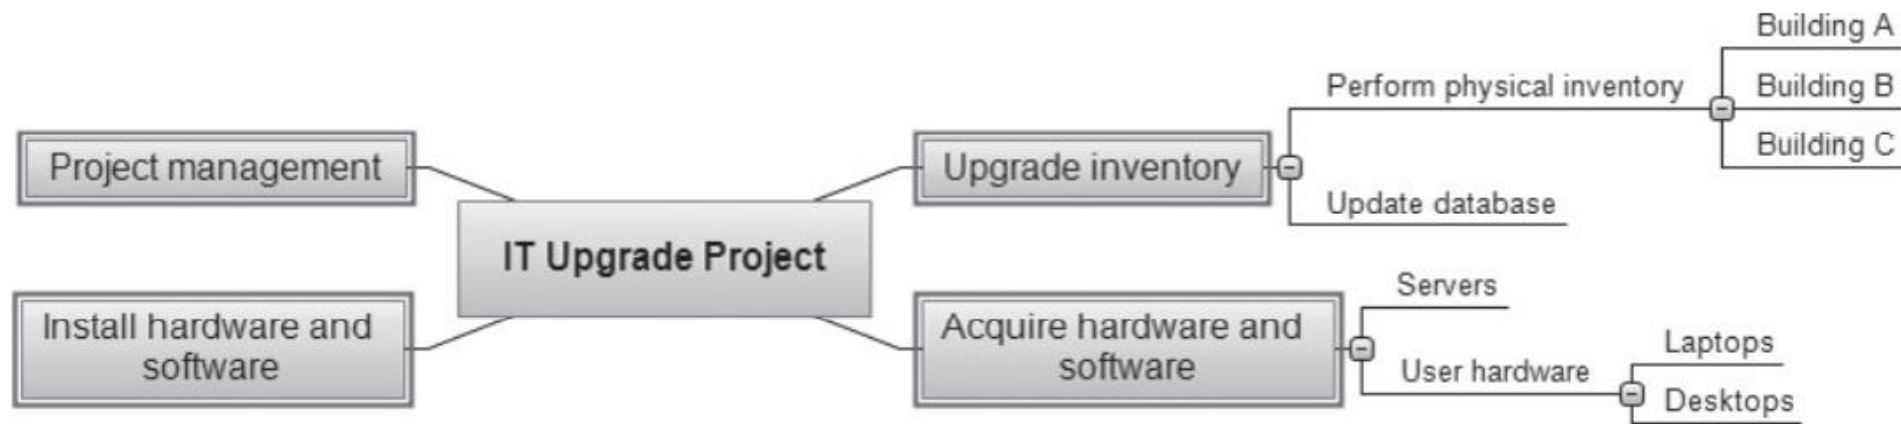 Building A
Perform physical inventory
Building B
Building C
Project management
Upgrade inventory
Update database
IT Upgrade Project
Servers
Install hardware and
software
Acquire hardware and
software
Laptops
User hardware
Desktops